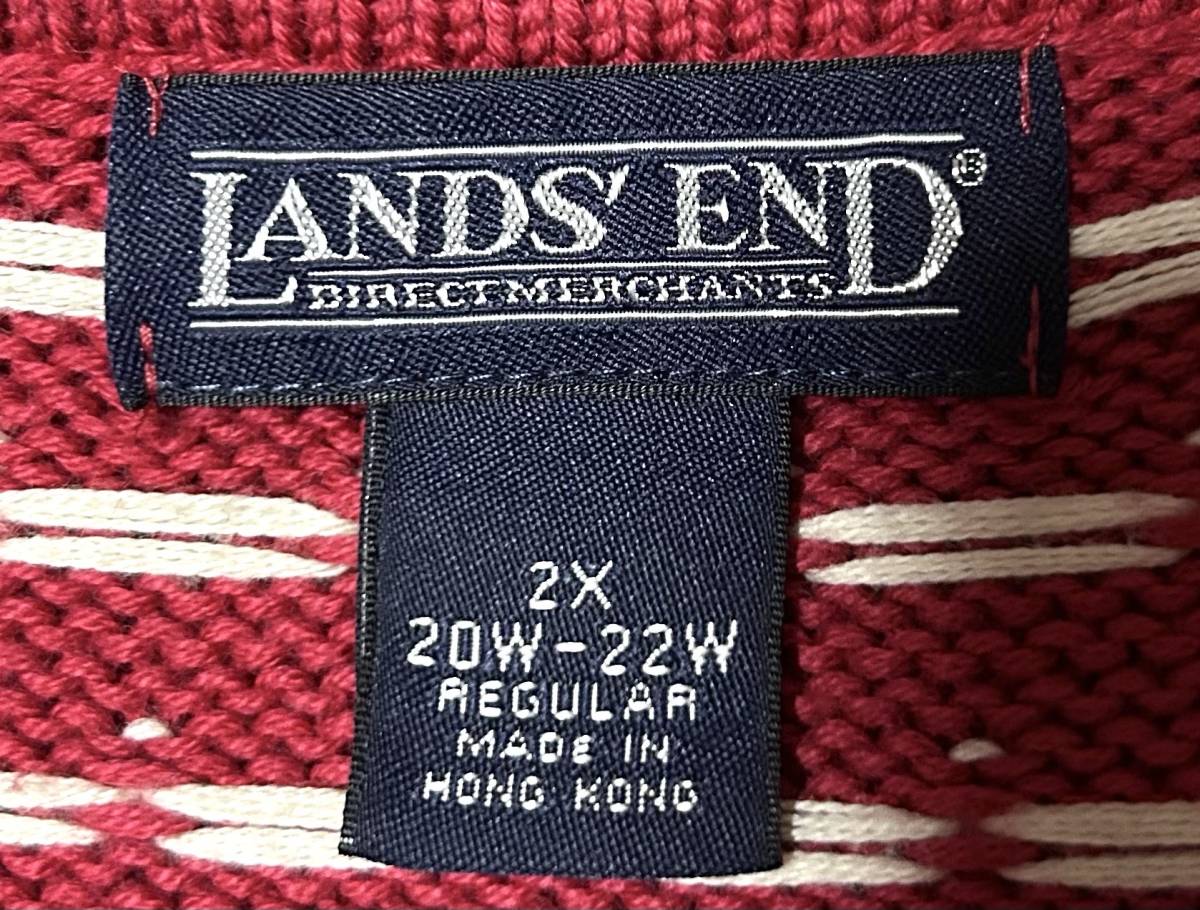 LANDS' END®
DIRECT MERCHANTS
2X
20W-22W
REGULAR
MADE IN
HONG KONG